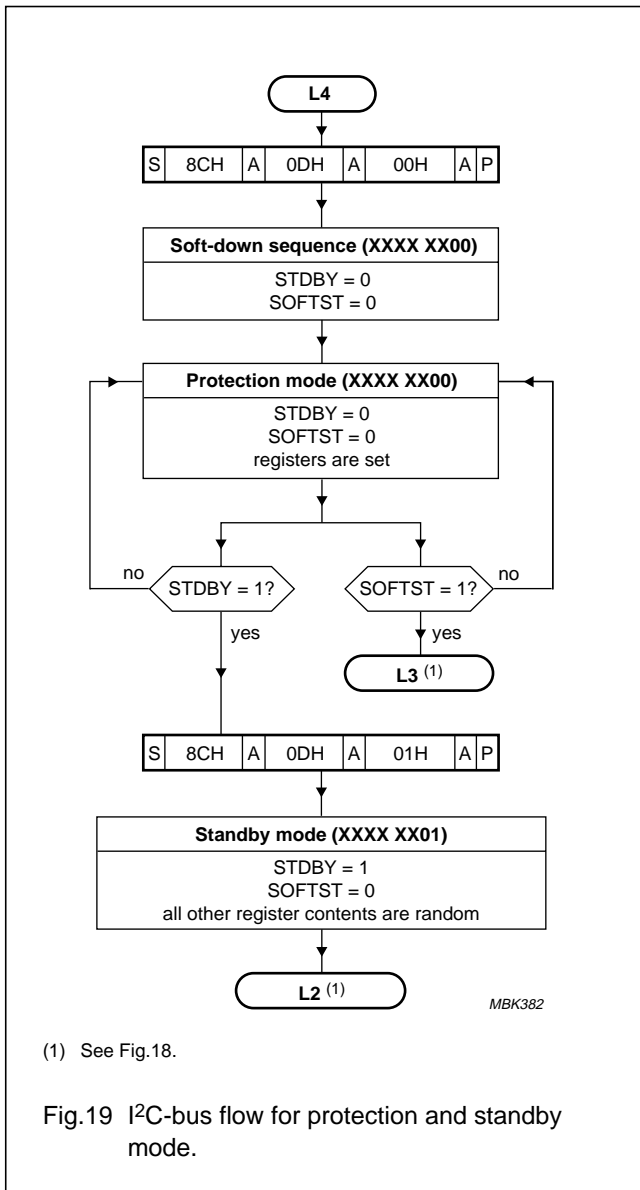 L4
S 8CH A 0DH A 00H A P
Soft-down sequence (XXXX XX00)
STDBY = 0
SOFTST = 0
Protection mode (XXXX XX00)
STDBY = 0
SOFTST = 0
registers are set
no STDBY = 1? SOFTST = 1? no
yes yes
L3 (1)
S 8CH A 0DH A 01H A P
Standby mode (XXXX XX01)
STDBY = 1
SOFTST = 0
all other register contents are random
L2 (1)
MBK382
(1) See Fig.18.
Fig.19 I²C-bus flow for protection and standby
mode.